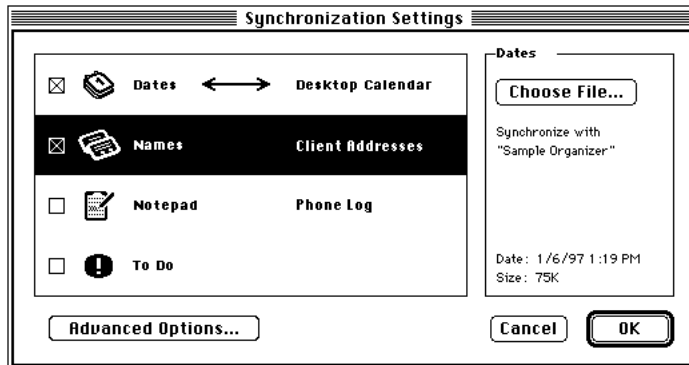 Synchronization Settings
Dates Desktop Calendar
Names Client Addresses
Notepad Phone Log
To Do
Dates
Choose File...
Synchronize with
"Sample Organizer"
Date: 1/6/97 1:19 PM
Size: 75K
Advanced Options...
Cancel
OK